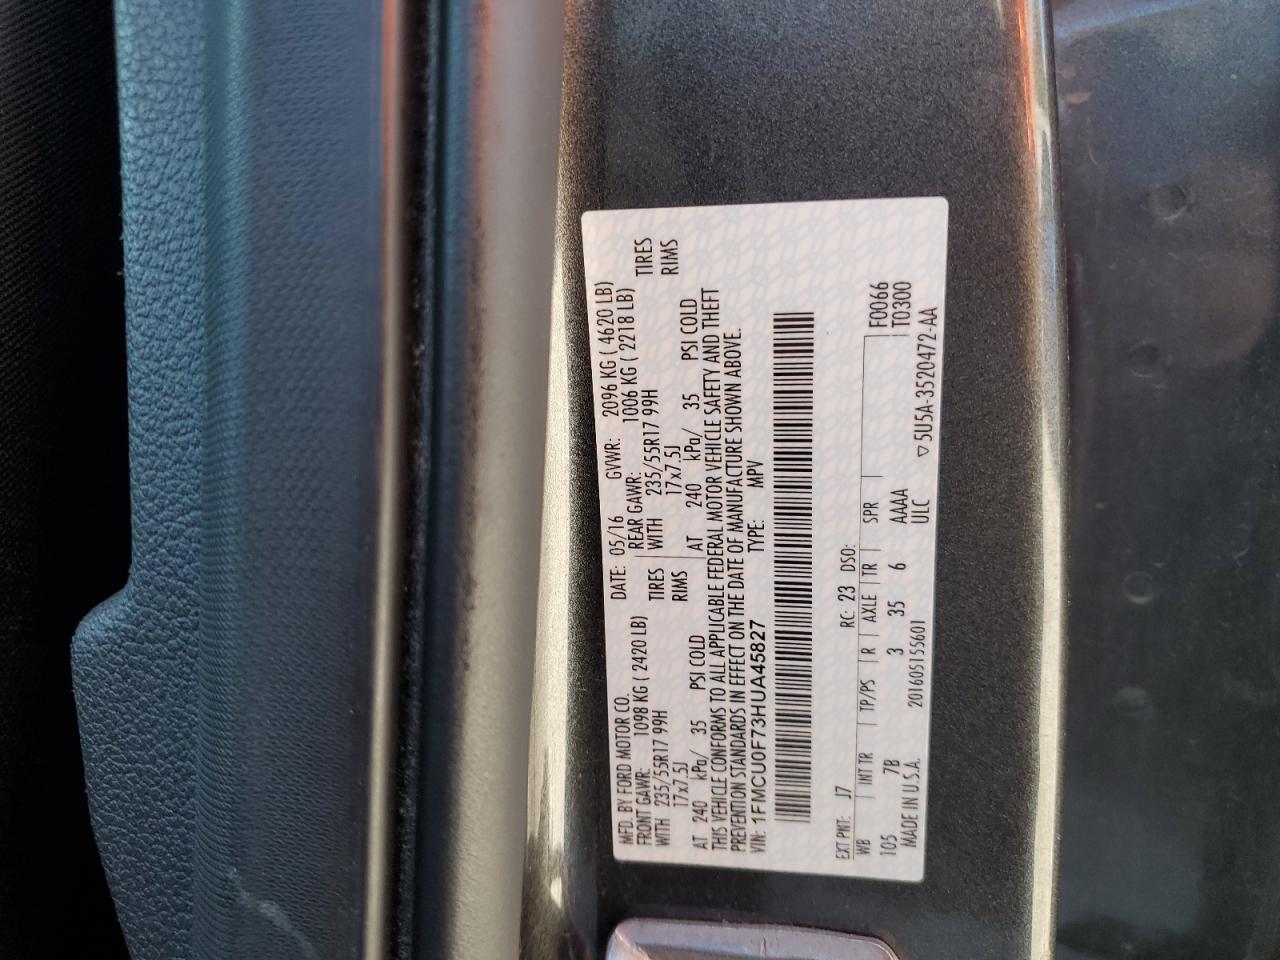 MFD. BY FORD MOTOR CO. DATE: 05/16 GVWR: 2096 KG ( 4620 LB)
FRONT GAWR: 1098 KG ( 2420 LB) REAR GAWR: 1006 KG ( 2218 LB)
WITH 235/55R17 99H TIRES WITH 235/55R17 99H TIRES
17x7.5J RIMS 17x7.5J RIMS
AT 240 kPa/ 35 PSI COLD AT 240 kPa/ 35 PSI COLD
THIS VEHICLE CONFORMS TO ALL APPLICABLE FEDERAL MOTOR VEHICLE SAFETY AND THEFT
PREVENTION STANDARDS IN EFFECT ON THE DATE OF MANUFACTURE SHOWN ABOVE.
VIN: 1FMCU0F73HUA45827 TYPE: MPV
EXT PNT: J7 RC: 23 DSO: F0066
WB INT TR TP/PS R AXLE TR SPR T0300
105 7B 3 35 6 AAAA
MADE IN U.S.A. 201605155601 ULC ▽5U5A-3520472-AA